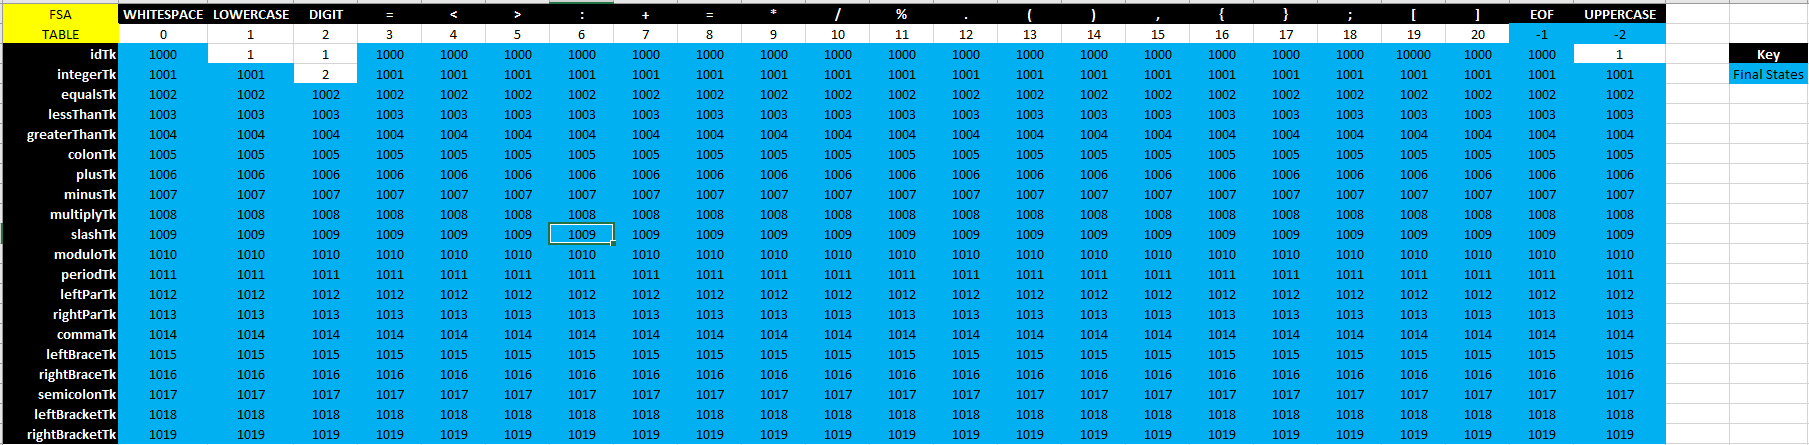 FSA WHITESPACE LOWERCASE DIGIT = < > : + = * / % . ( ) , { } ; [ ] EOF UPPERCASE
TABLE 0 1 2 3 4 5 6 7 8 9 10 11 12 13 14 15 16 17 18 19 20 -1 -2
idTk 1000 1 1 1000 1000 1000 1000 1000 1000 1000 1000 1000 1000 1000 1000 1000 1000 1000 1000 10000 1000 1000 1 Key
integerTk 1001 1001 2 1001 1001 1001 1001 1001 1001 1001 1001 1001 1001 1001 1001 1001 1001 1001 1001 1001 1001 1001 1001 Final States
equalsTk 1002 1002 1002 1002 1002 1002 1002 1002 1002 1002 1002 1002 1002 1002 1002 1002 1002 1002 1002 1002 1002 1002 1002
lessThanTk 1003 1003 1003 1003 1003 1003 1003 1003 1003 1003 1003 1003 1003 1003 1003 1003 1003 1003 1003 1003 1003 1003 1003
greaterThanTk 1004 1004 1004 1004 1004 1004 1004 1004 1004 1004 1004 1004 1004 1004 1004 1004 1004 1004 1004 1004 1004 1004 1004
colonTk 1005 1005 1005 1005 1005 1005 1005 1005 1005 1005 1005 1005 1005 1005 1005 1005 1005 1005 1005 1005 1005 1005 1005
plusTk 1006 1006 1006 1006 1006 1006 1006 1006 1006 1006 1006 1006 1006 1006 1006 1006 1006 1006 1006 1006 1006 1006 1006
minusTk 1007 1007 1007 1007 1007 1007 1007 1007 1007 1007 1007 1007 1007 1007 1007 1007 1007 1007 1007 1007 1007 1007 1007
multiplyTk 1008 1008 1008 1008 1008 1008 1008 1008 1008 1008 1008 1008 1008 1008 1008 1008 1008 1008 1008 1008 1008 1008 1008
slashTk 1009 1009 1009 1009 1009 1009 1009 1009 1009 1009 1009 1009 1009 1009 1009 1009 1009 1009 1009 1009 1009 1009 1009
moduloTk 1010 1010 1010 1010 1010 1010 1010 1010 1010 1010 1010 1010 1010 1010 1010 1010 1010 1010 1010 1010 1010 1010 1010
periodTk 1011 1011 1011 1011 1011 1011 1011 1011 1011 1011 1011 1011 1011 1011 1011 1011 1011 1011 1011 1011 1011 1011 1011
leftParTk 1012 1012 1012 1012 1012 1012 1012 1012 1012 1012 1012 1012 1012 1012 1012 1012 1012 1012 1012 1012 1012 1012 1012
rightParTk 1013 1013 1013 1013 1013 1013 1013 1013 1013 1013 1013 1013 1013 1013 1013 1013 1013 1013 1013 1013 1013 1013 1013
commaTk 1014 1014 1014 1014 1014 1014 1014 1014 1014 1014 1014 1014 1014 1014 1014 1014 1014 1014 1014 1014 1014 1014 1014
leftBraceTk 1015 1015 1015 1015 1015 1015 1015 1015 1015 1015 1015 1015 1015 1015 1015 1015 1015 1015 1015 1015 1015 1015 1015
rightBraceTk 1016 1016 1016 1016 1016 1016 1016 1016 1016 1016 1016 1016 1016 1016 1016 1016 1016 1016 1016 1016 1016 1016 1016
semicolonTk 1017 1017 1017 1017 1017 1017 1017 1017 1017 1017 1017 1017 1017 1017 1017 1017 1017 1017 1017 1017 1017 1017 1017
leftBracketTk 1018 1018 1018 1018 1018 1018 1018 1018 1018 1018 1018 1018 1018 1018 1018 1018 1018 1018 1018 1018 1018 1018 1018
rightBracketTk 1019 1019 1019 1019 1019 1019 1019 1019 1019 1019 1019 1019 1019 1019 1019 1019 1019 1019 1019 1019 1019 1019 1019